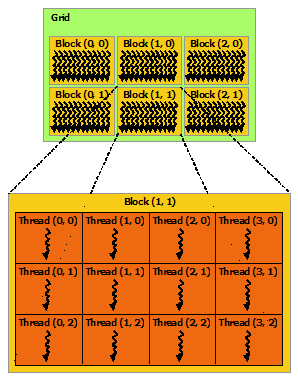 Grid
Block (0, 0) Block (1, 0) Block (2, 0)
Block (0, 1) Block (1, 1) Block (2, 1)
Block (1, 1)
Thread (0, 0) Thread (1, 0) Thread (2, 0) Thread (3, 0)
Thread (0, 1) Thread (1, 1) Thread (2, 1) Thread (3, 1)
Thread (0, 2) Thread (1, 2) Thread (2, 2) Thread (3, 2)